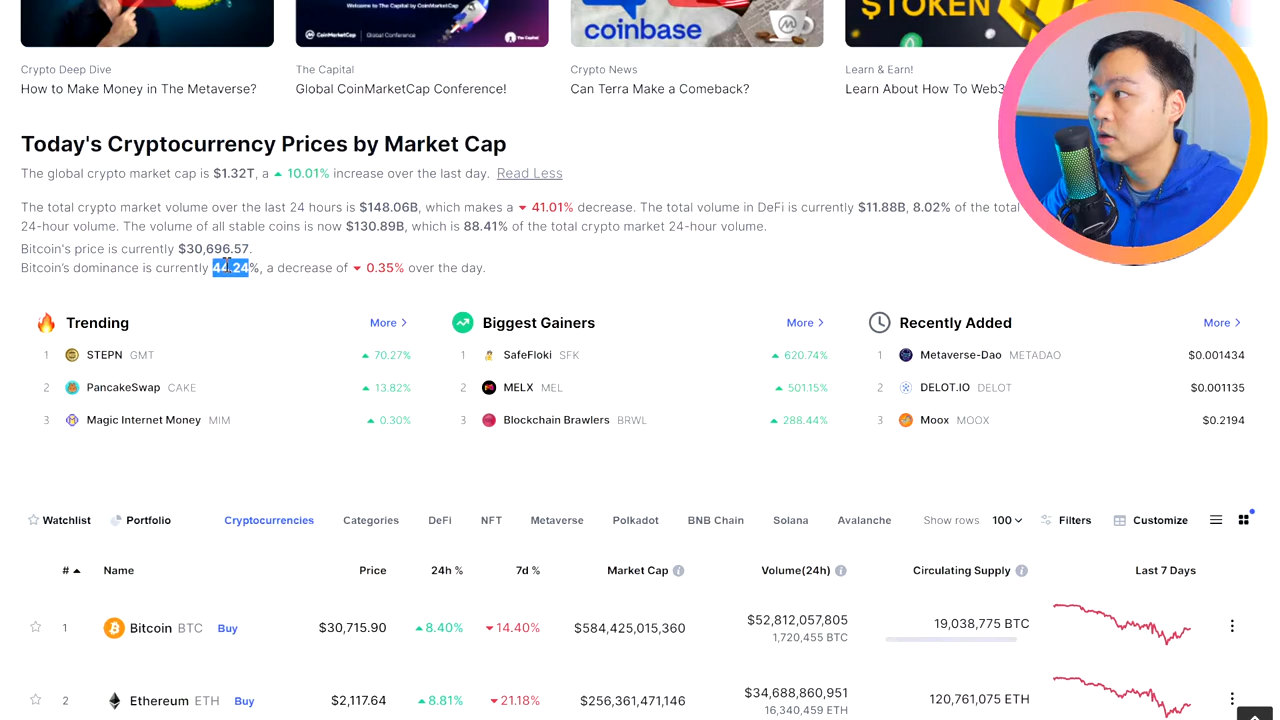 Welcome to The Capital by CoinMarketCap
CoinMarketCap | Global Conference
The Capital
coinbase
$TOKEN
Crypto Deep Dive
How to Make Money in The Metaverse?
The Capital
Global CoinMarketCap Conference!
Crypto News
Can Terra Make a Comeback?
Learn & Earn!
Learn About How To Web3
Today's Cryptocurrency Prices by Market Cap
The global crypto market cap is $1.32T, a 10.01% increase over the last day. Read Less
The total crypto market volume over the last 24 hours is $148.06B, which makes a 41.01% decrease. The total volume in DeFi is currently $11.88B, 8.02% of the total
24-hour volume. The volume of all stable coins is now $130.89B, which is 88.41% of the total crypto market 24-hour volume.
Bitcoin's price is currently $30,696.57.
Bitcoin's dominance is currently 44.24%, a decrease of 0.35% over the day.
Trending More
1 STEPN GMT 70.27%
2 PancakeSwap CAKE 13.82%
3 Magic Internet Money MIM 0.30%
Biggest Gainers More
1 SafeFloki SFK 620.74%
2 MELX MEL 501.15%
3 Blockchain Brawlers BRWL 288.44%
Recently Added More
1 Metaverse-Dao METADAO $0.001434
2 DELOT.IO DELOT $0.001135
3 Moox MOOX $0.2194
Watchlist Portfolio Cryptocurrencies Categories DeFi NFT Metaverse Polkadot BNB Chain Solana Avalanche Show rows 100 Filters Customize
# Name Price 24h % 7d % Market Cap Volume(24h) Circulating Supply Last 7 Days
1 Bitcoin BTC Buy $30,715.90 8.40% 14.40% $584,425,015,360 $52,812,057,805 19,038,775 BTC
1,720,455 BTC
2 Ethereum ETH Buy $2,117.64 8.81% 21.18% $256,361,471,146 $34,688,860,951 120,761,075 ETH
16,340,459 ETH